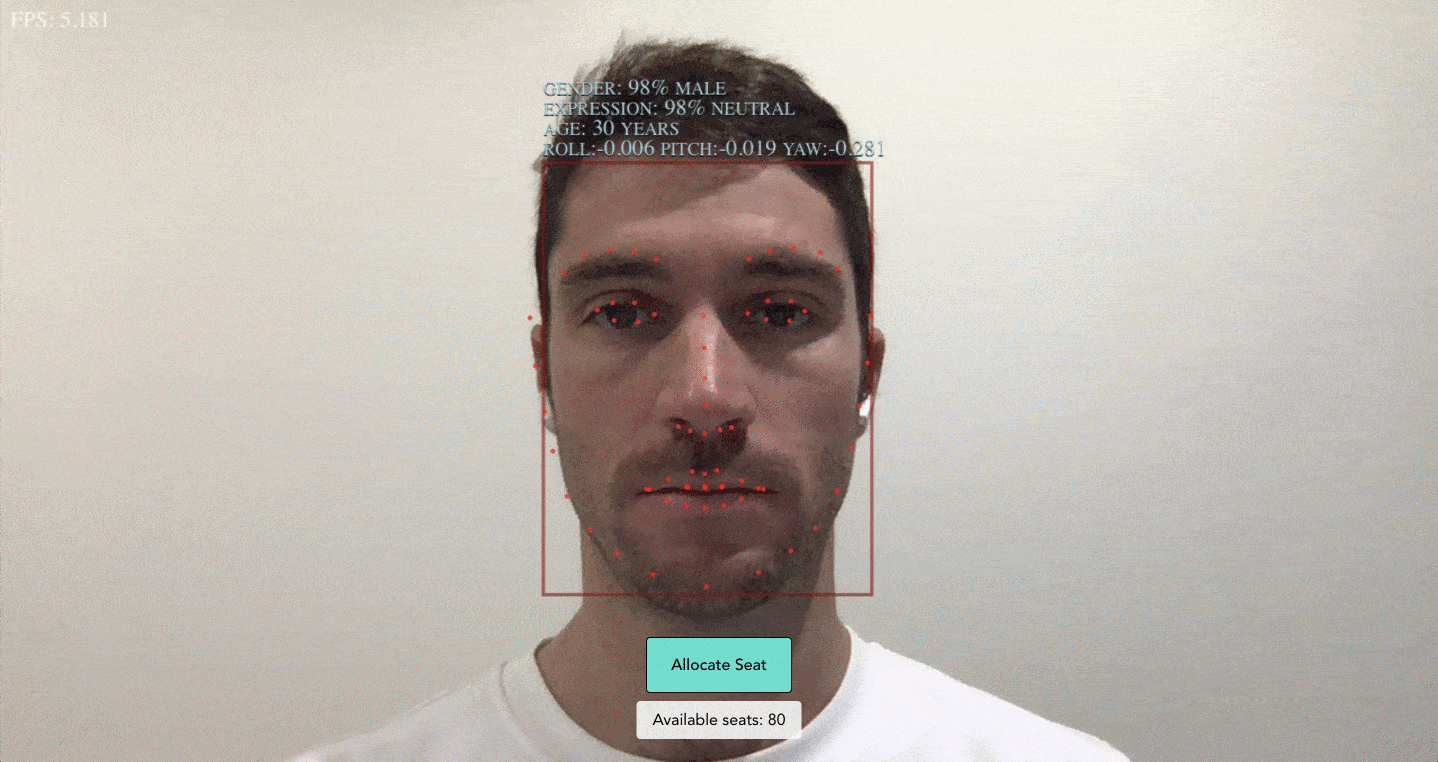 FPS: 5.181
GENDER: 98% MALE
EXPRESSION: 98% NEUTRAL
AGE: 30 YEARS
ROLL:-0.006 PITCH:-0.019 YAW:-0.281
Allocate Seat
Available seats: 80